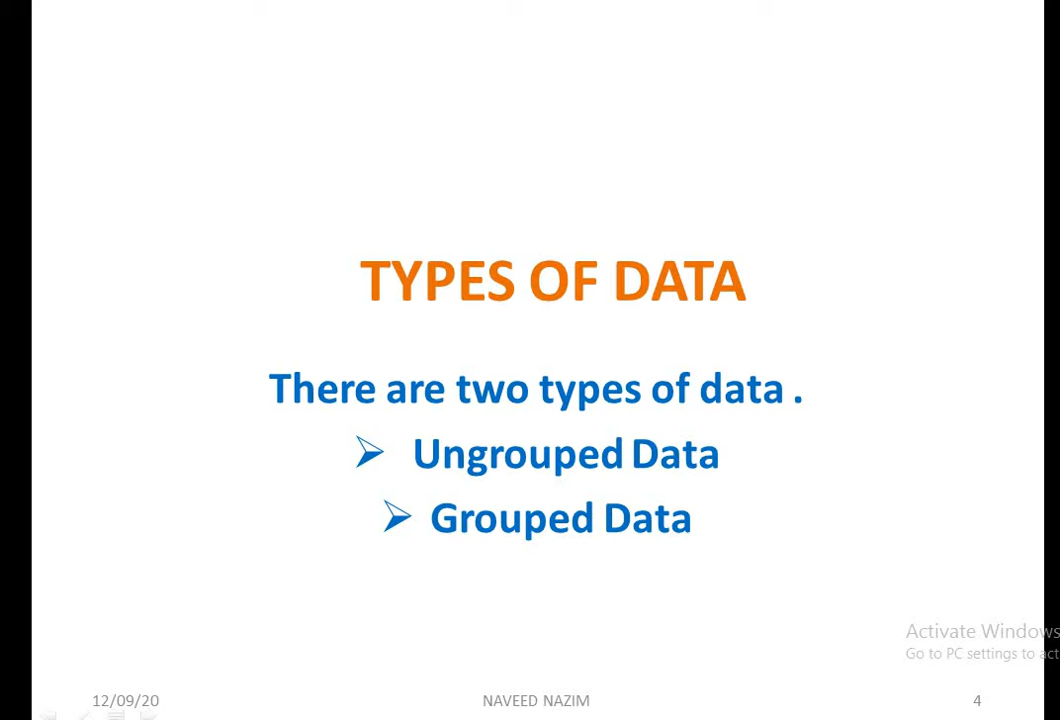 TYPES OF DATA
There are two types of data .
➢ Ungrouped Data
➢ Grouped Data
Activate Windows
Go to PC settings to act
12/09/20
NAVEED NAZIM
4